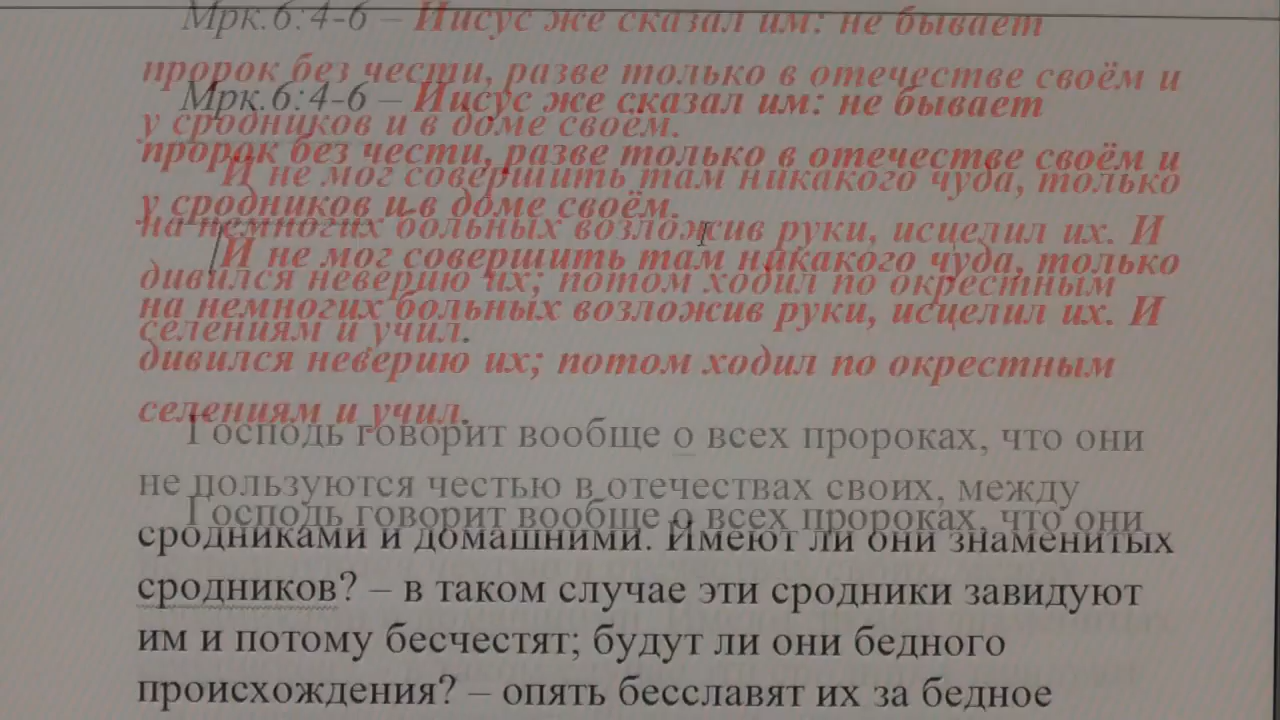 Мрк.6:4-6 – Иисус же сказал им: не бывает
пророк без чести, разве только в отечестве своём и
у сродников и в доме своём.
И не мог совершить там никакого чуда, только
на немногих больных возложив руки, исцелил их. И
дивился неверию их; потом ходил по окрестным
селениям и учил.
Господь говорит вообще о всех пророках, что они
не пользуются честью в отечествах своих, между
сродниками и домашними. Имеют ли они знаменитых
сродников? – в таком случае эти сродники завидуют
им и потому бесчестят; будут ли они бедного
происхождения? – опять бесславят их за бедное